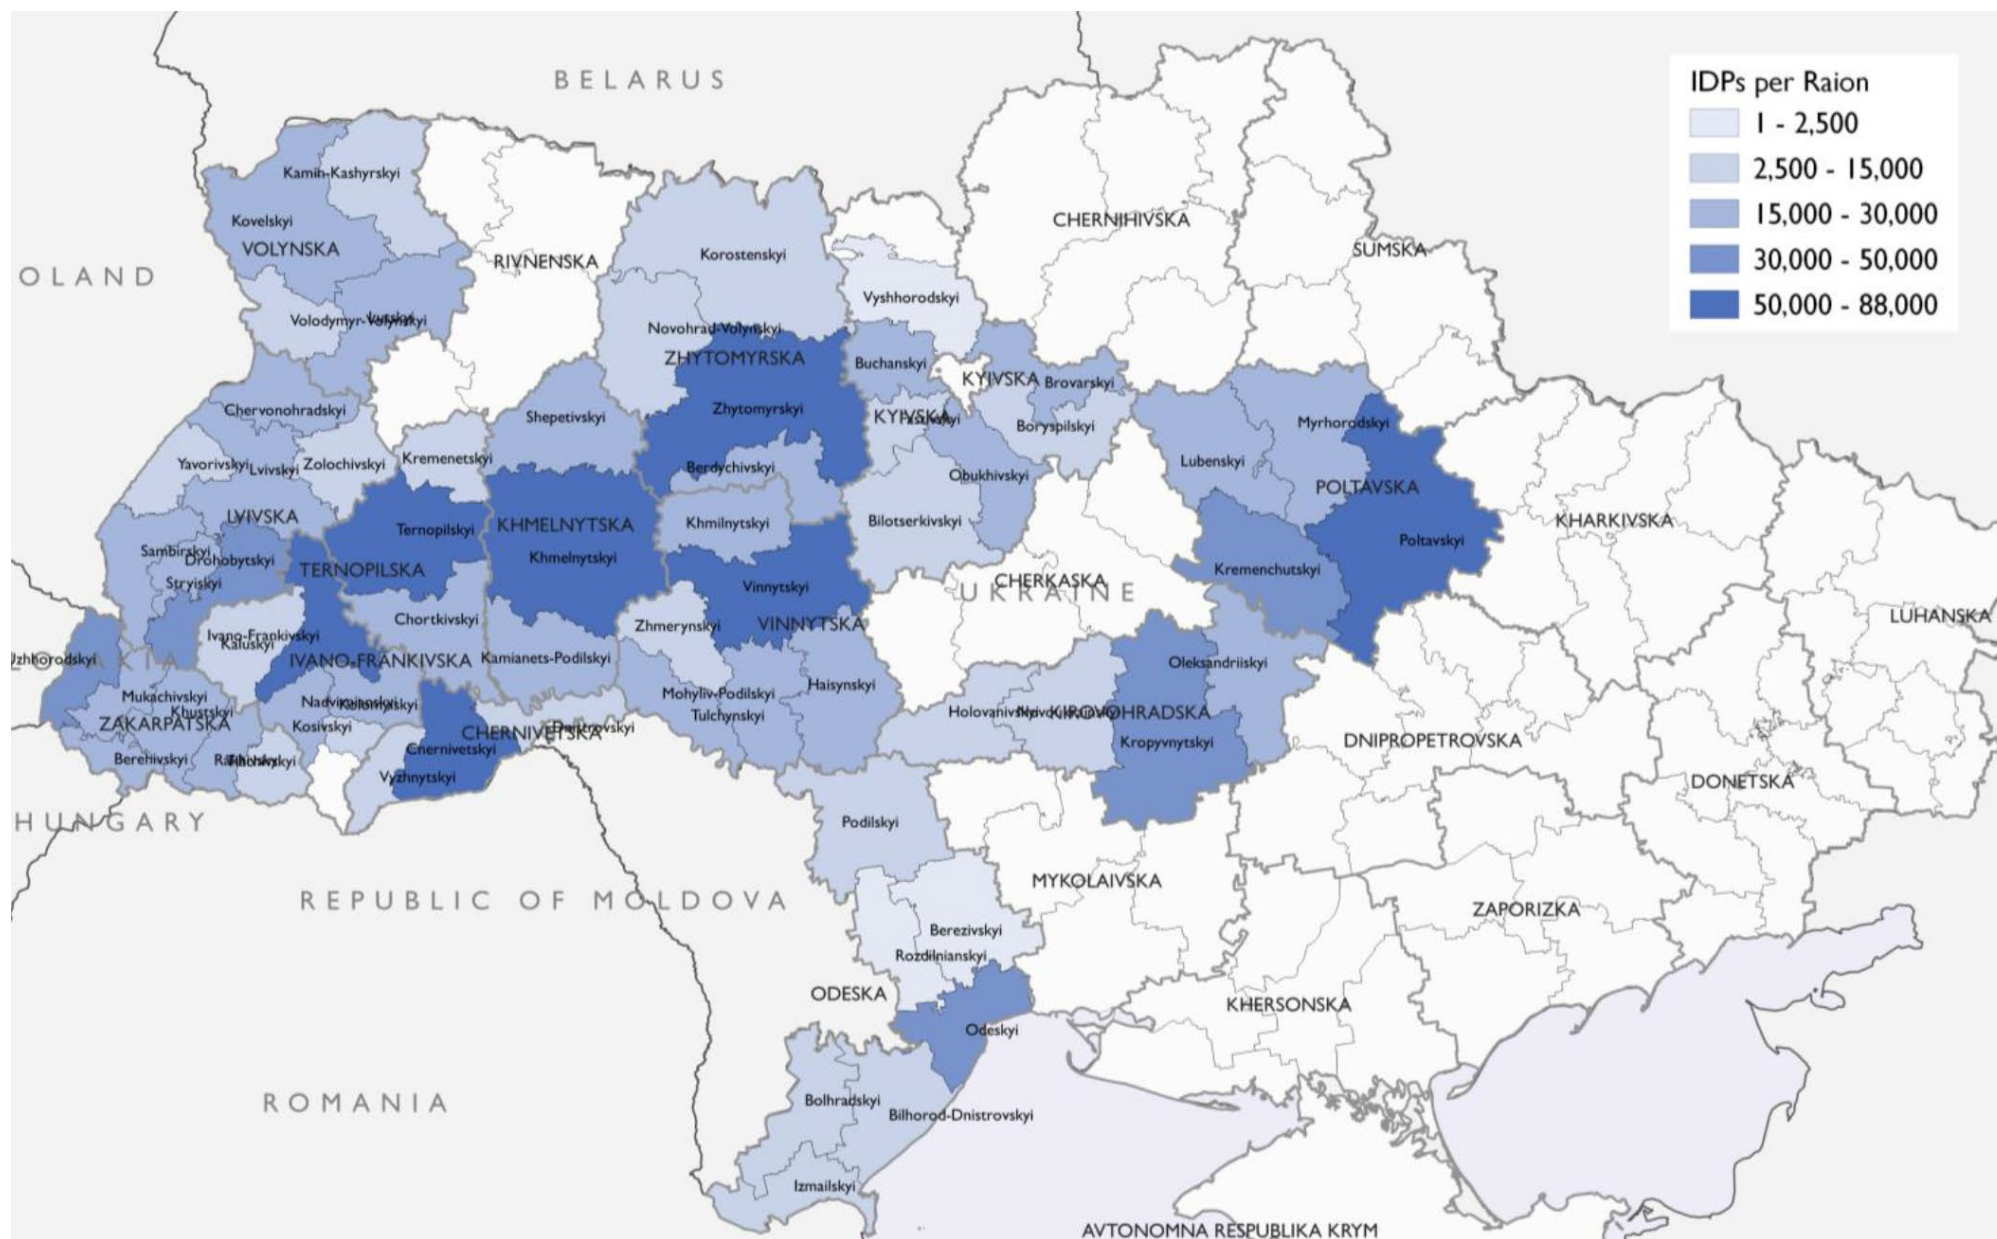 BELARUS
IDPs per Raion
1 - 2,500
2,500 - 15,000
15,000 - 30,000
30,000 - 50,000
50,000 - 88,000
Kamin-Kashyrskyi
Kovelskyi
VOLYNSKA
CHERNIHIVSKA
SUMSKA
OLAND
RIVNENSKA
Korostenskyi
Vyshhorodskyi
Volodymyr-Volynskyi
Novohrad-Volynskyi
ZHYTOMYRSKA
Buchanskyi
KYIVSKA
Brovarskyi
Chervonohradskyi
Shepetivskyi
Zhytomyrskyi
KYIVSKA
Boryspilskyi
Myrhorodskyi
Yavorivskyi
Lvivskyi
Zolochivskyi
Kremenetskyi
Berdychivskyi
Obukhivskyi
Lubenskyi
POLTAVSKA
LVIVSKA
Ternopilskyi
KHMELNYTSKA
Khmilnytskyi
Bilotserkivskyi
KHARKIVSKA
Poltavskyi
Sambirskyi
Drohobytskyi
Khmelnytskyi
TERNOPILSKA
Stryiskyi
Vinnytskyi
CHERKASKA
UKRAINE
Kremenchutskyi
Chortkivskyi
Zhmerynskyi
VINNYTSKA
LUHANSKA
Ivano-Frankivskyi
Kaluskyi
Uzhhorodskyi
IVANO-FRANKIVSKA
Kamianets-Podilskyi
Oleksandriiskyi
Mukachivskyi
Khustskyi
Nadvirnianskyi
Mohyliv-Podilskyi
Haisynskyi
Tulchynskyi
ZAKARPATSKA
Kosivskyi
CHERNIVETSKA
Holovanivskyi
KIROVOHRADSKA
Kropyvnytskyi
DNIPROPETROVSKA
Berehivskyi
Chernivetskyi
Vyzhnytskyi
DONETSKA
HUNGARY
Podilskyi
REPUBLIC OF MOLDOVA
MYKOLAIVSKA
ZAPORIZKA
Berezivskyi
Rozdilnianskyi
ODESKA
KHERSONSKA
Odeskyi
ROMANIA
Bolhradskyi
Bilhorod-Dnistrovskyi
Izmailskyi
AVTONOMNA RESPUBLIKA KRYM